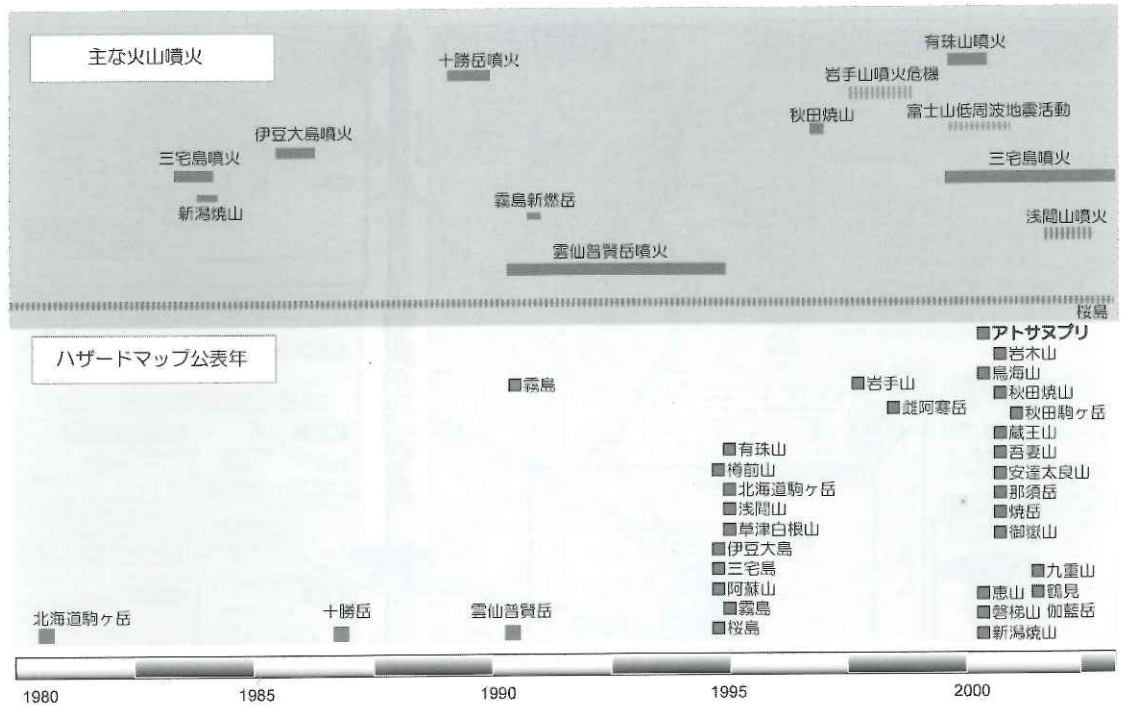 主な火山噴火
有珠山噴火
十勝岳噴火
岩手山噴火危機
秋田焼山
富士山低周波地震活動
伊豆大島噴火
三宅島噴火
三宅島噴火
新潟焼山
霧島新燃岳
浅間山噴火
雲仙普賢岳噴火
桜島
ハザードマップ公表年
アトサヌプリ
岩木山
鳥海山
霧島
岩手山
秋田焼山
雌阿寒岳
秋田駒ヶ岳
蔵王山
有珠山
吾妻山
樽前山
安達太良山
北海道駒ヶ岳
那須岳
浅間山
焼岳
草津白根山
御嶽山
伊豆大島
三宅島
九重山
阿蘇山
恵山
鶴見
霧島
磐梯山
伽藍岳
北海道駒ヶ岳
十勝岳
雲仙普賢岳
桜島
新潟焼山
1980
1985
1990
1995
2000